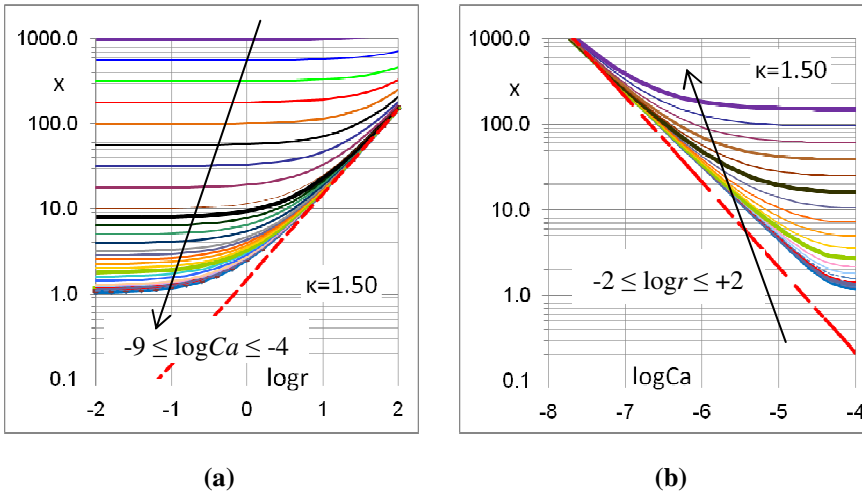 1000.0
x
100.0
10.0
1.0
0.1
κ=1.50
-9 ≤ logCa ≤ -4
logr
-2 -1 0 1 2
(a)
1000.0
x
100.0
10.0
1.0
0.1
κ=1.50
-2 ≤ logr ≤ +2
logCa
-8 -7 -6 -5 -4
(b)